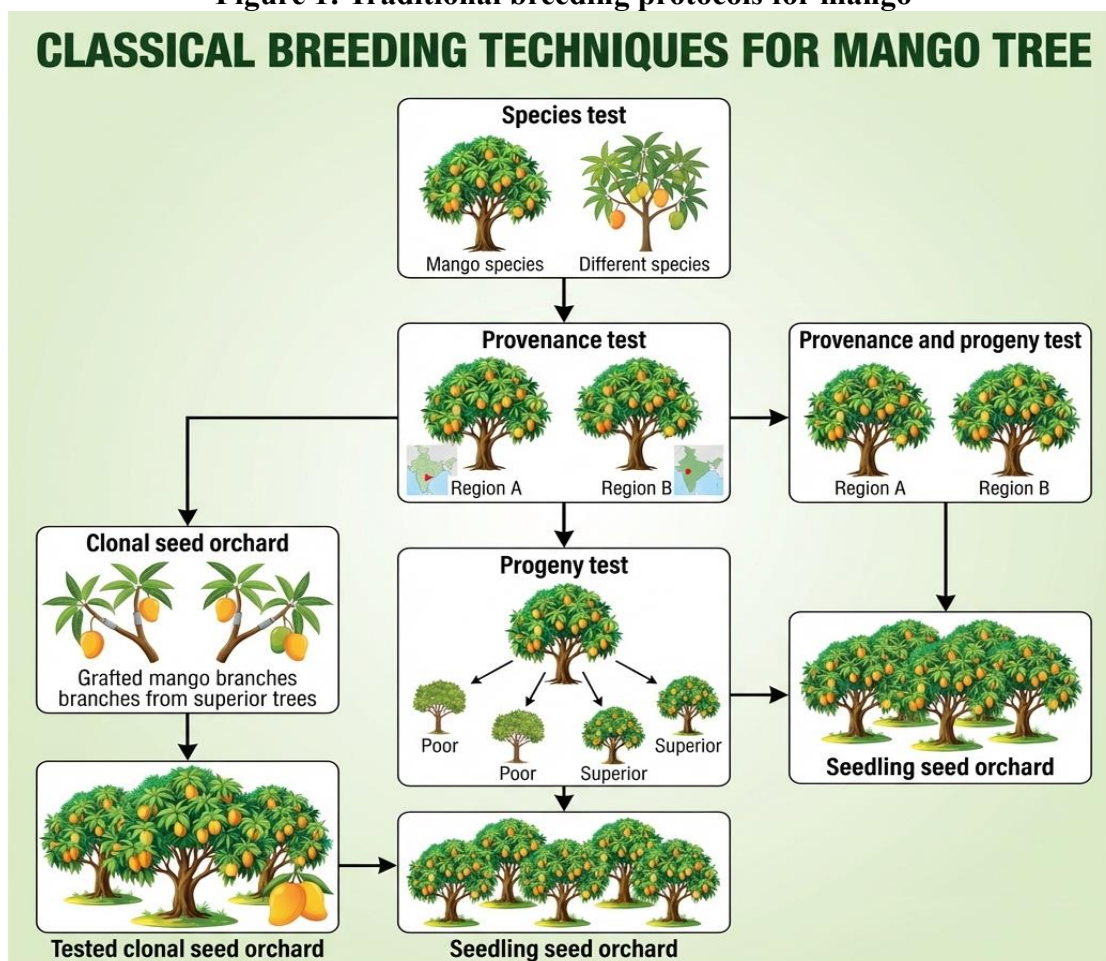 Figure 1: Traditional breeding protocols for mango
CLASSICAL BREEDING TECHNIQUES FOR MANGO TREE
Species test
Mango species
Different species
Provenance test
Region A
Region B
Provenance and progeny test
Region A
Region B
Clonal seed orchard
Grafted mango branches
branches from superior trees
Progeny test
Poor
Poor
Superior
Superior
Seedling seed orchard
Tested clonal seed orchard
Seedling seed orchard